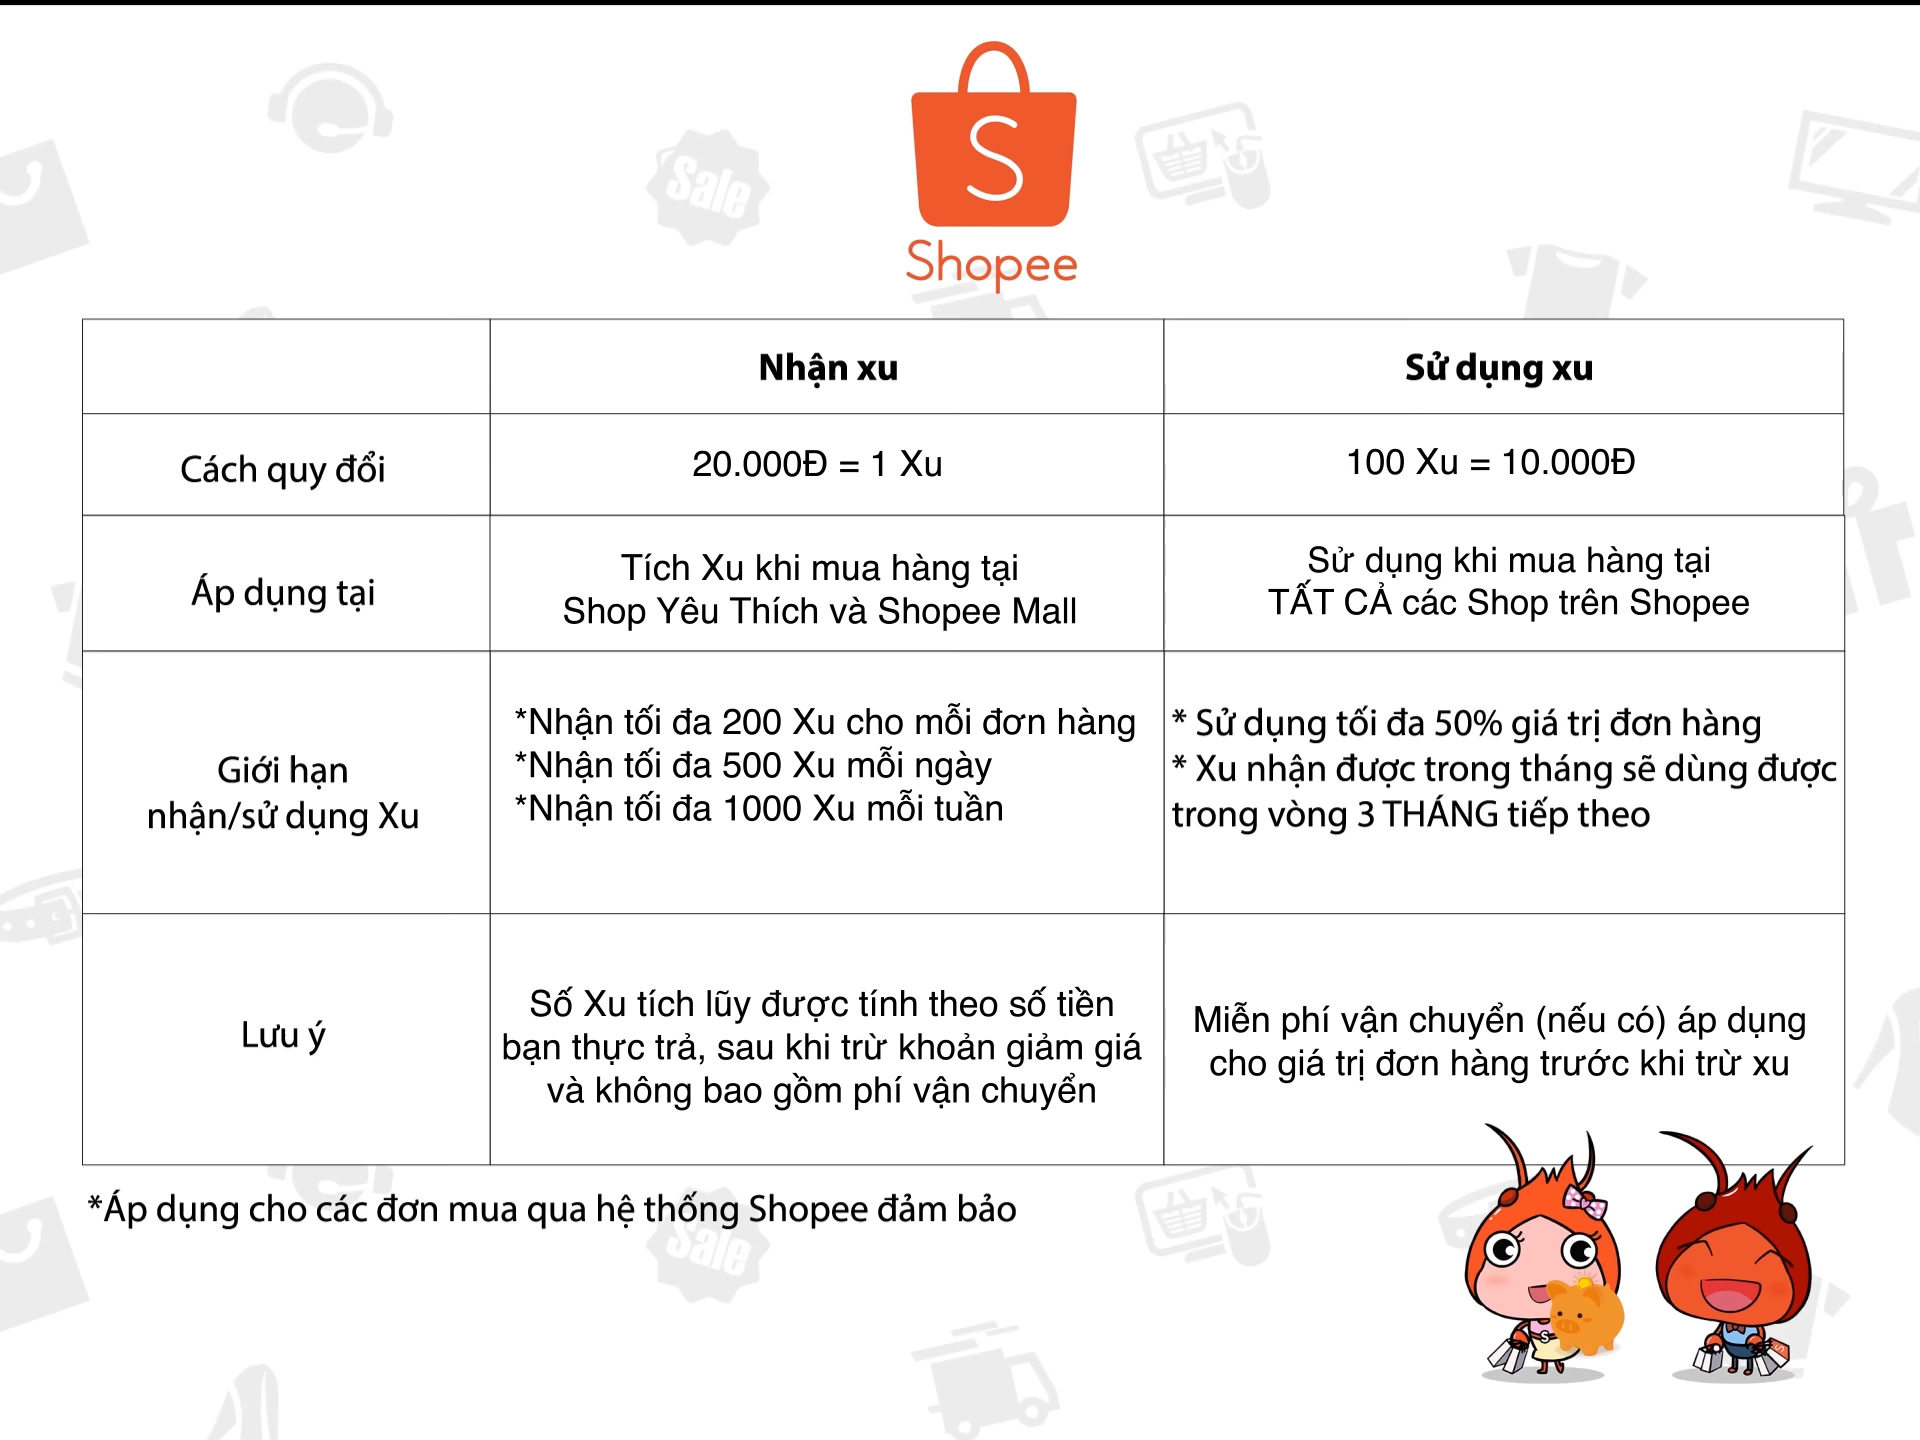 S
Shopee
Nhận xu
Sử dụng xu
Cách quy đổi
20.000Đ = 1 Xu
100 Xu = 10.000Đ
Áp dụng tại
Tích Xu khi mua hàng tại
Shop Yêu Thích và Shopee Mall
Sử dụng khi mua hàng tại
TẤT CẢ các Shop trên Shopee
Giới hạn
nhận/sử dụng Xu
*Nhận tối đa 200 Xu cho mỗi đơn hàng
*Nhận tối đa 500 Xu mỗi ngày
*Nhận tối đa 1000 Xu mỗi tuần
* Sử dụng tối đa 50% giá trị đơn hàng
* Xu nhận được trong tháng sẽ dùng được
trong vòng 3 THÁNG tiếp theo
Lưu ý
Số Xu tích lũy được tính theo số tiền
bạn thực trả, sau khi trừ khoản giảm giá
và không bao gồm phí vận chuyển
Miễn phí vận chuyển (nếu có) áp dụng
cho giá trị đơn hàng trước khi trừ xu
*Áp dụng cho các đơn mua qua hệ thống Shopee đảm bảo
Sale
Sale
S
S